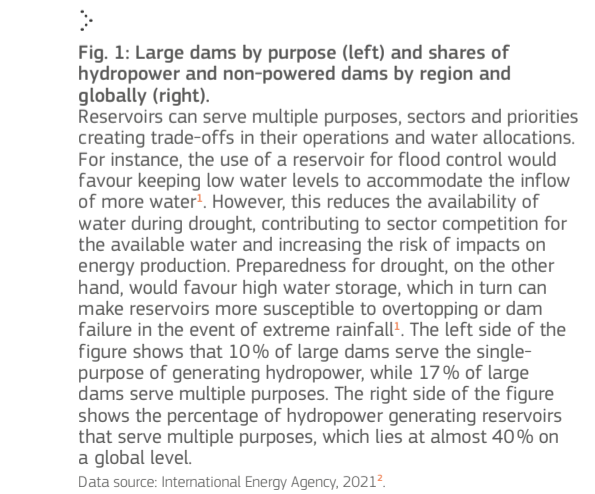 Fig. 1: Large dams by purpose (left) and shares of
hydropower and non-powered dams by region and
globally (right).
Reservoirs can serve multiple purposes, sectors and priorities
creating trade-offs in their operations and water allocations.
For instance, the use of a reservoir for flood control would
favour keeping low water levels to accommodate the inflow
of more water¹. However, this reduces the availability of
water during drought, contributing to sector competition for
the available water and increasing the risk of impacts on
energy production. Preparedness for drought, on the other
hand, would favour high water storage, which in turn can
make reservoirs more susceptible to overtopping or dam
failure in the event of extreme rainfall¹. The left side of the
figure shows that 10 % of large dams serve the single-
purpose of generating hydropower, while 17 % of large
dams serve multiple purposes. The right side of the figure
shows the percentage of hydropower generating reservoirs
that serve multiple purposes, which lies at almost 40 % on
a global level.
Data source: International Energy Agency, 2021².